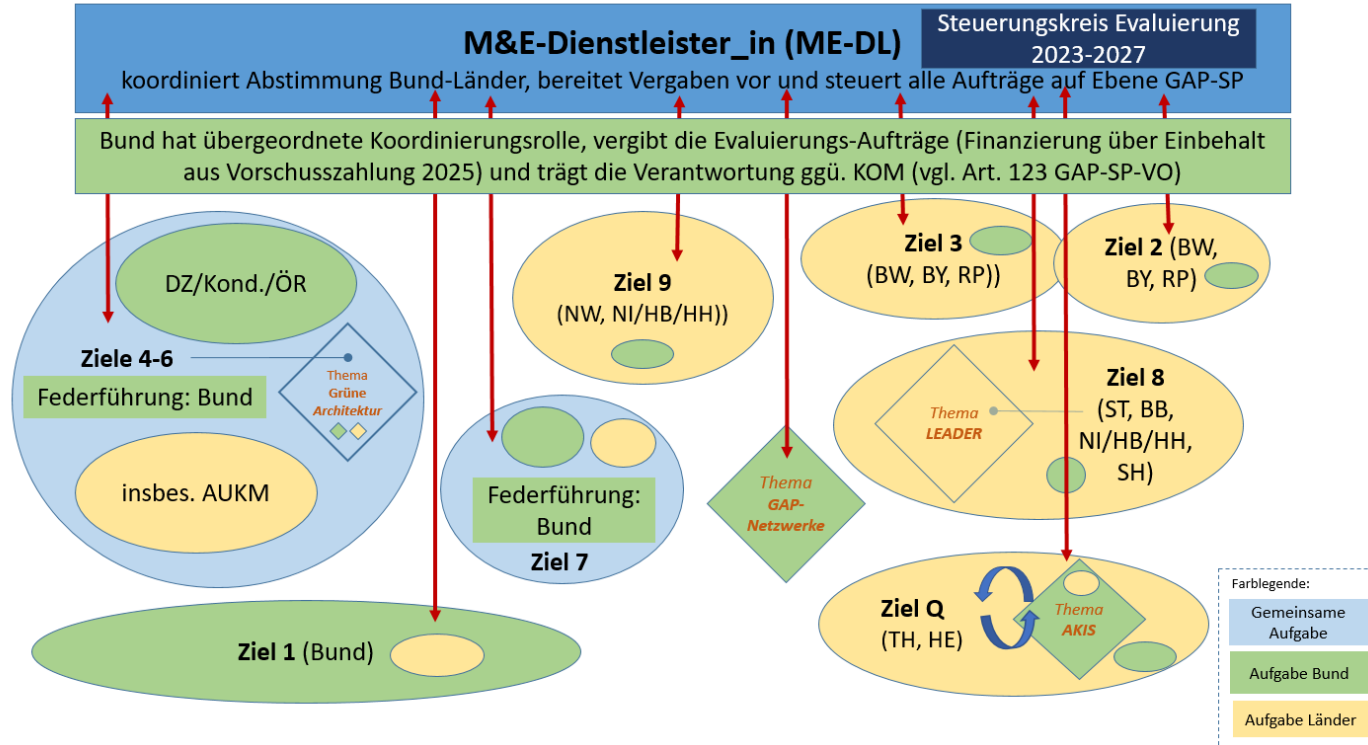 M&E-Dienstleister_in (ME-DL)
Steuerungskreis Evaluierung
2023-2027
koordiniert Abstimmung Bund-Länder, bereitet Vergaben vor und steuert alle Aufträge auf Ebene GAP-SP
Bund hat übergeordnete Koordinierungsrolle, vergibt die Evaluierungs-Aufträge (Finanzierung über Einbehalt
aus Vorschusszahlung 2025) und trägt die Verantwortung ggü. KOM (vgl. Art. 123 GAP-SP-VO)
DZ/Kond./ÖR
Ziele 4-6
Federführung: Bund
Thema
Grüne
Architektur
insbes. AUKM
Ziel 9
(NW, NI/HB/HH))
Ziel 3
(BW, BY, RP))
Ziel 2 (BW,
BY, RP)
Federführung:
Bund
Ziel 7
Thema
GAP-
Netzwerke
Thema
LEADER
Ziel 8
(ST, BB,
NI/HB/HH,
SH)
Ziel 1 (Bund)
Ziel Q
(TH, HE)
Thema
AKIS
Farblegende:
Gemeinsame
Aufgabe
Aufgabe Bund
Aufgabe Länder